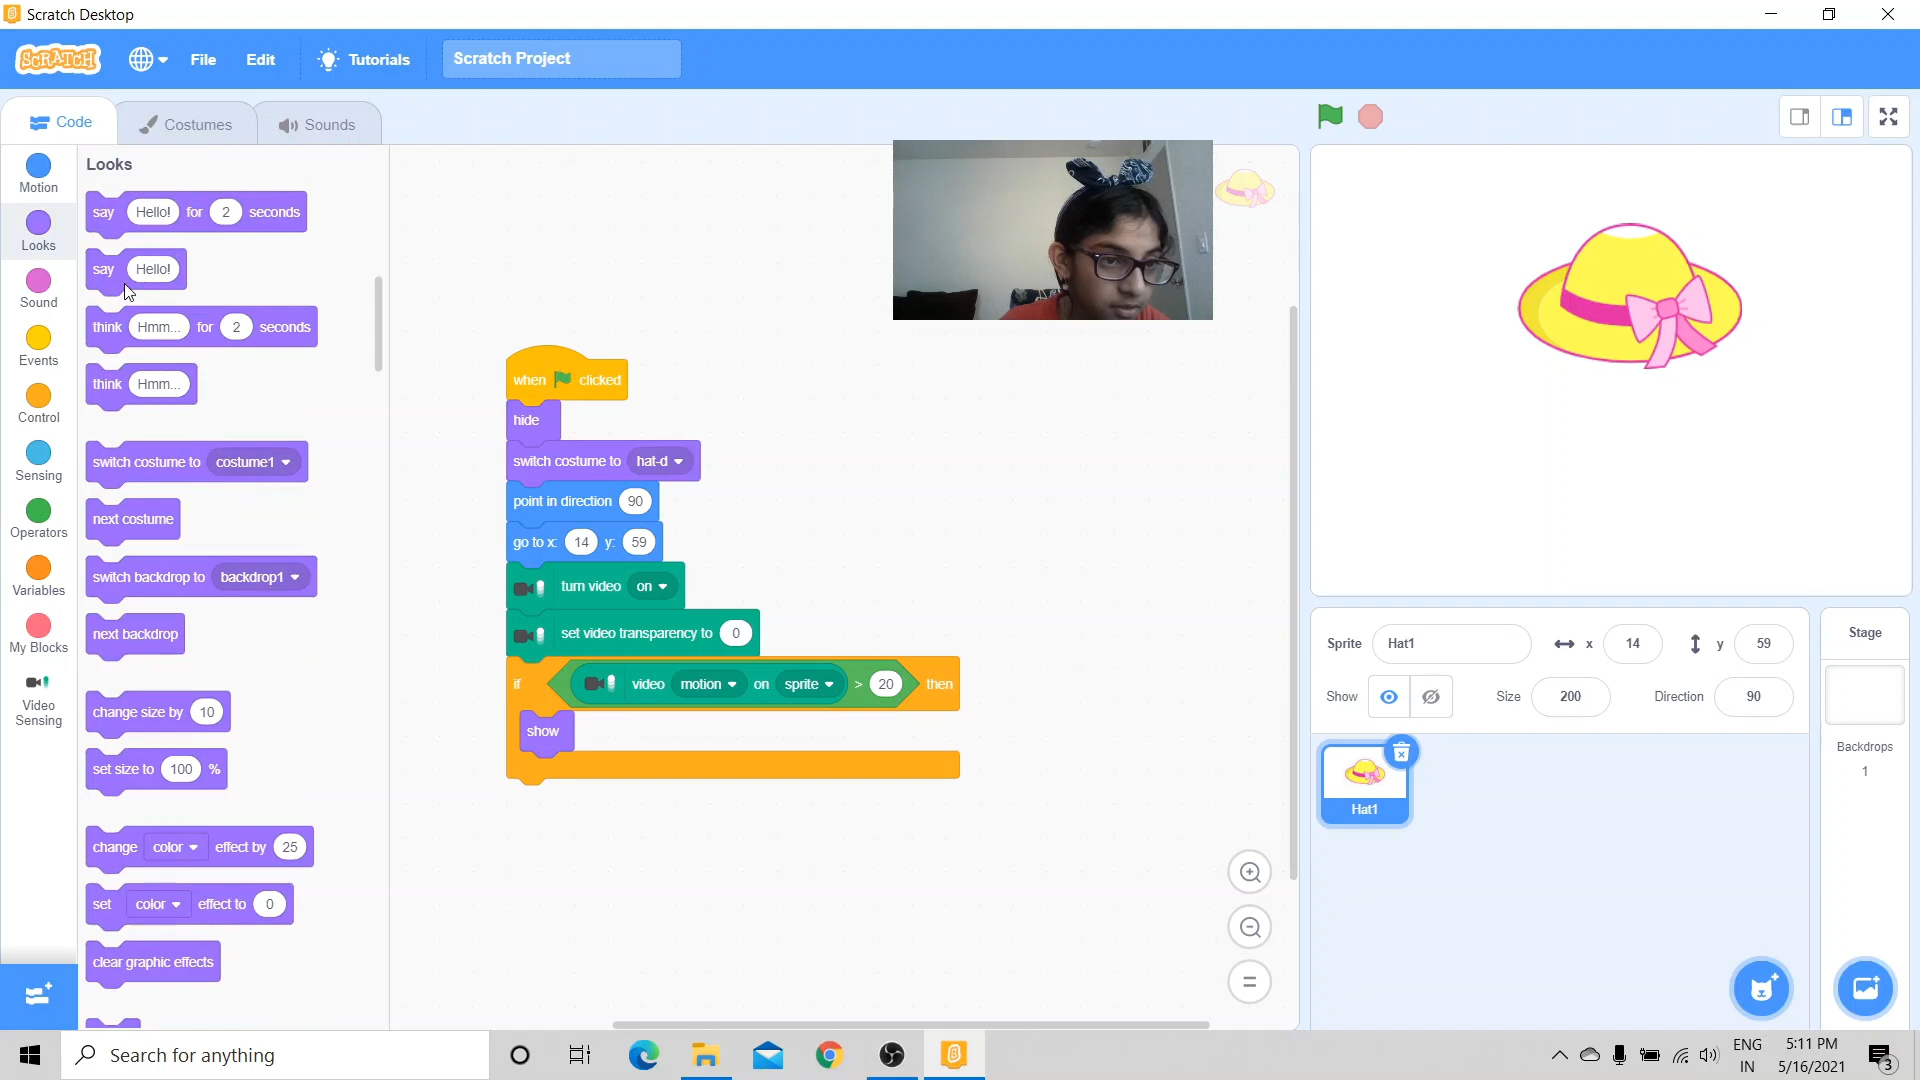 Scratch Desktop
SCRATCH
File
Edit
Tutorials
Scratch Project
Code
Costumes
Sounds
Motion
Looks
Sound
Events
Control
Sensing
Operators
Variables
My Blocks
Video
Sensing
Looks
say Hello! for 2 seconds
say Hello!
think Hmm... for 2 seconds
think Hmm...
switch costume to costume1
next costume
switch backdrop to backdrop1
next backdrop
change size by 10
set size to 100 %
change color effect by 25
set color effect to 0
clear graphic effects
when clicked
hide
switch costume to hat-d
point in direction 90
go to x: 14 y: 59
turn video on
set video transparency to 0
if video motion on sprite > 20 then
show
Sprite Hat1 x 14 y 59
Show Size 200 Direction 90
Hat1
Stage
Backdrops
1
Search for anything
ENG
IN
5:11 PM
5/16/2021
3